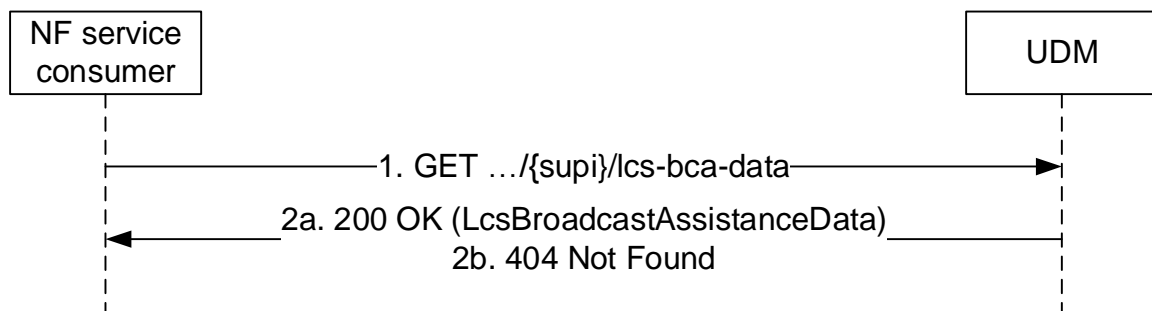 NF service
consumer
UDM
1. GET …/{supi}/lcs-bca-data
2a. 200 OK (LcsBroadcastAssistanceData)
2b. 404 Not Found